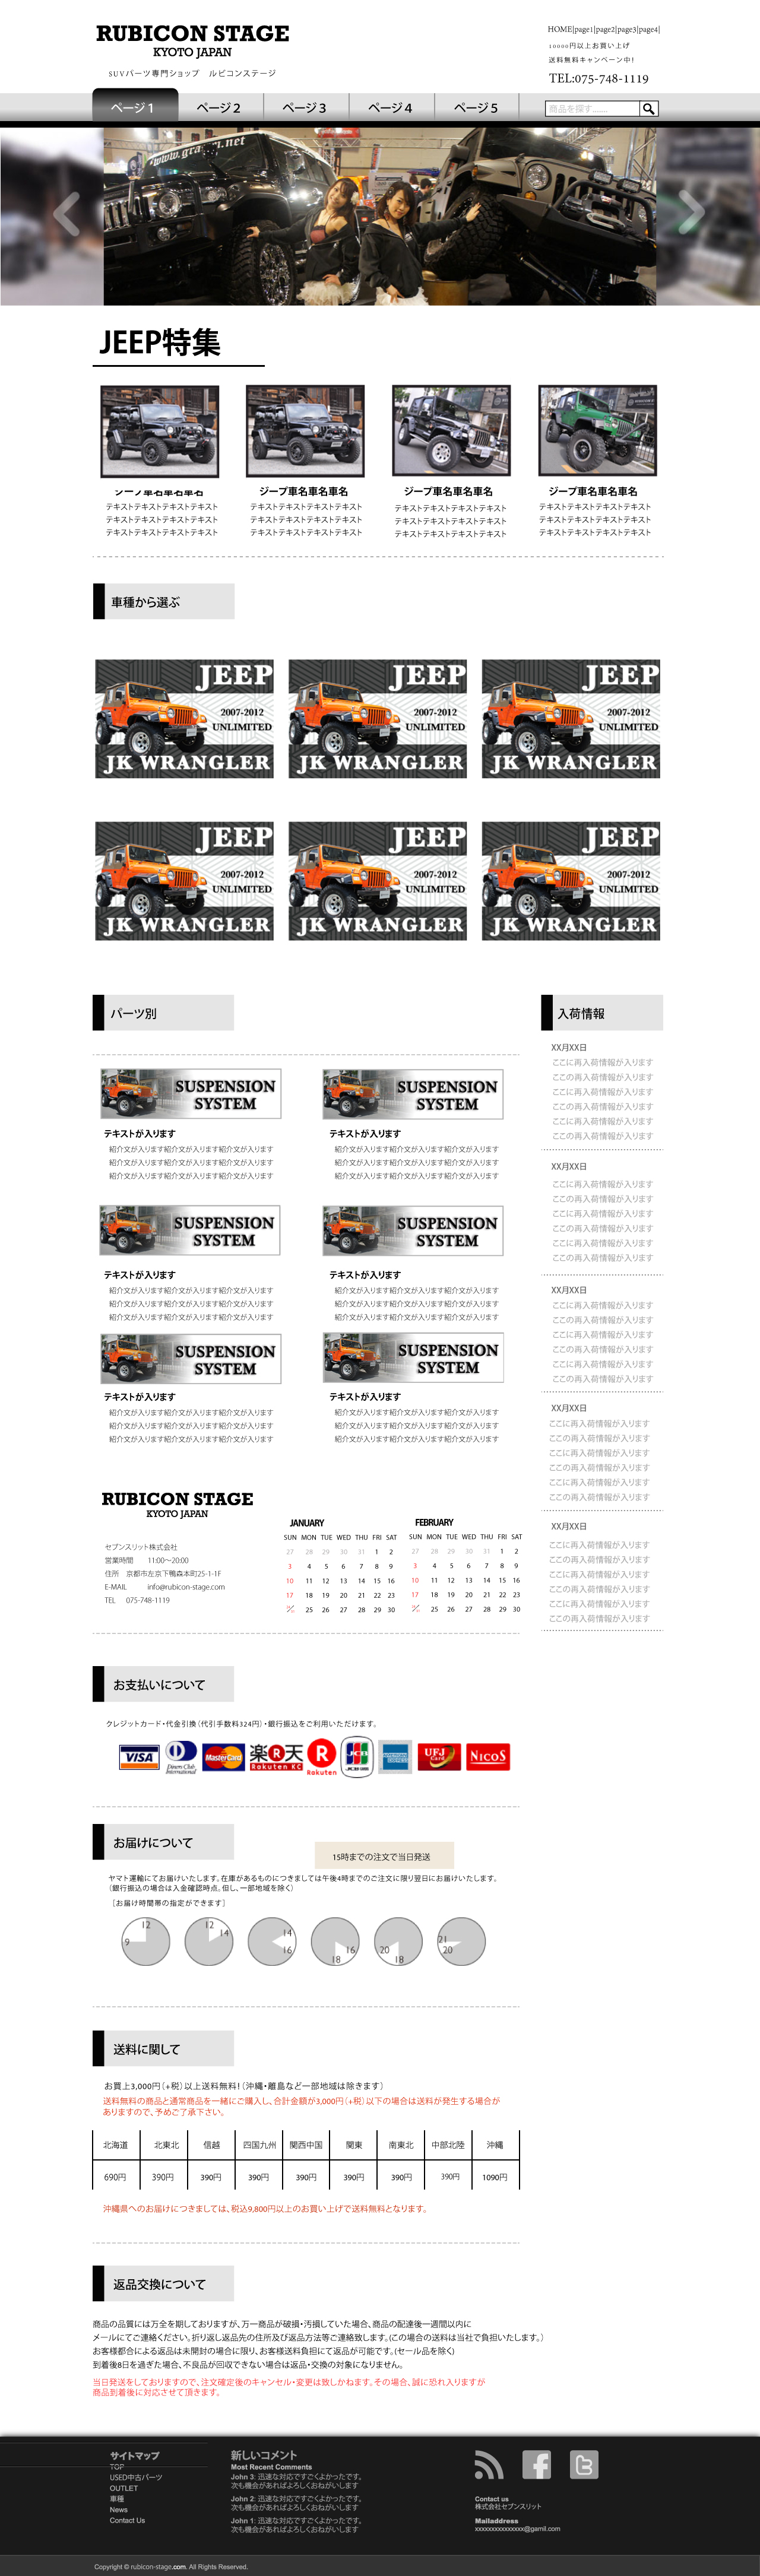 RUBICON STAGE
KYOTO JAPAN
SUVパーツ専門ショップ　ルビコンステージ
HOME|page1|page2|page3|page4|
10000円以上お買い上げ
送料無料キャンペーン中!
TEL:075-748-1119
ページ1 ページ2 ページ3 ページ4 ページ5 商品を探す......
JEEP特集
ジープ車名車名車名 ジープ車名車名車名 ジープ車名車名車名 ジープ車名車名車名
テキストテキストテキストテキスト テキストテキストテキストテキスト テキストテキストテキストテキスト テキストテキストテキストテキスト
テキストテキストテキストテキスト テキストテキストテキストテキスト テキストテキストテキストテキスト テキストテキストテキストテキスト
テキストテキストテキストテキスト テキストテキストテキストテキスト テキストテキストテキストテキスト テキストテキストテキストテキスト
車種から選ぶ
JEEP JEEP JEEP
2007-2012 2007-2012 2007-2012
UNLIMITED UNLIMITED UNLIMITED
JK WRANGLER JK WRANGLER JK WRANGLER
JEEP JEEP JEEP
2007-2012 2007-2012 2007-2012
UNLIMITED UNLIMITED UNLIMITED
JK WRANGLER JK WRANGLER JK WRANGLER
パーツ別
SUSPENSION SUSPENSION
SYSTEM SYSTEM
テキストが入ります テキストが入ります
紹介文が入ります紹介文が入ります紹介文が入ります 紹介文が入ります紹介文が入ります紹介文が入ります
紹介文が入ります紹介文が入ります紹介文が入ります 紹介文が入ります紹介文が入ります紹介文が入ります
紹介文が入ります紹介文が入ります紹介文が入ります 紹介文が入ります紹介文が入ります紹介文が入ります
SUSPENSION SUSPENSION
SYSTEM SYSTEM
テキストが入ります テキストが入ります
紹介文が入ります紹介文が入ります紹介文が入ります 紹介文が入ります紹介文が入ります紹介文が入ります
紹介文が入ります紹介文が入ります紹介文が入ります 紹介文が入ります紹介文が入ります紹介文が入ります
紹介文が入ります紹介文が入ります紹介文が入ります 紹介文が入ります紹介文が入ります紹介文が入ります
SUSPENSION SUSPENSION
SYSTEM SYSTEM
テキストが入ります テキストが入ります
紹介文が入ります紹介文が入ります紹介文が入ります 紹介文が入ります紹介文が入ります紹介文が入ります
紹介文が入ります紹介文が入ります紹介文が入ります 紹介文が入ります紹介文が入ります紹介文が入ります
紹介文が入ります紹介文が入ります紹介文が入ります 紹介文が入ります紹介文が入ります紹介文が入ります
入荷情報
XX月XX日
ここに再入荷情報が入ります
ここの再入荷情報が入ります
ここに再入荷情報が入ります
ここの再入荷情報が入ります
ここに再入荷情報が入ります
ここの再入荷情報が入ります
XX月XX日
ここに再入荷情報が入ります
ここの再入荷情報が入ります
ここに再入荷情報が入ります
ここの再入荷情報が入ります
ここに再入荷情報が入ります
ここの再入荷情報が入ります
XX月XX日
ここに再入荷情報が入ります
ここの再入荷情報が入ります
ここに再入荷情報が入ります
ここの再入荷情報が入ります
ここに再入荷情報が入ります
ここの再入荷情報が入ります
XX月XX日
ここに再入荷情報が入ります
ここの再入荷情報が入ります
ここに再入荷情報が入ります
ここの再入荷情報が入ります
ここに再入荷情報が入ります
ここの再入荷情報が入ります
XX月XX日
ここに再入荷情報が入ります
ここの再入荷情報が入ります
ここに再入荷情報が入ります
ここの再入荷情報が入ります
ここに再入荷情報が入ります
ここの再入荷情報が入ります
RUBICON STAGE
KYOTO JAPAN
セブンスリット株式会社
営業時間　11:00〜20:00
住所　京都市左京下鴨森本町25-1-1F
E-MAIL　info@rubicon-stage.com
TEL　075-748-1119
JANUARY
SUN MON TUE WED THU FRI SAT
27 28 29 30 31 1 2
3 4 5 6 7 8 9
10 11 12 13 14 15 16
17 18 19 20 21 22 23
25 26 27 28 29 30
FEBRUARY
SUN MON TUE WED THU FRI SAT
27 28 29 30 31 1 2
3 4 5 6 7 8 9
10 11 12 13 14 15 16
17 18 19 20 21 22 23
25 26 27 28 29 30
お支払いについて
クレジットカード・代金引換（代引手数料324円）・銀行振込をご利用いただけます。
VISA Diners Club International MasterCard 楽天 Rakuten KC R Rakuten JCB UFJ Card NICOS
お届けについて
15時までの注文で当日発送
ヤマト運輸にてお届けいたします。在庫があるものにつきましては午後4時までのご注文に限り翌日にお届けいたします。
（銀行振込の場合は入金確認時点。但し、一部地域を除く）
［お届け時間帯の指定ができます］
9 12 12 14 14 16 16 18 18 20 20 21
送料に関して
お買上3,000円（+税）以上送料無料!（沖縄・離島など一部地域は除きます）
送料無料の商品と通常商品を一緒にご購入し、合計金額が3,000円（+税）以下の場合は送料が発生する場合が
ありますので、予めご了承下さい。
北海道 北東北 信越 四国九州 関西中国 関東 南東北 中部北陸 沖縄
690円 390円 390円 390円 390円 390円 390円 390円 1090円
沖縄県へのお届けにつきましては、税込9,800円以上のお買い上げで送料無料となります。
返品交換について
商品の品質には万全を期しておりますが、万一商品が破損・汚損していた場合、商品の配達後一週間以内に
メールにてご連絡ください。折り返し返品先の住所及び返品方法等ご連絡致します。（この場合の送料は当社で負担いたします。）
お客様都合による返品は未開封の場合に限り、お客様送料負担にて返品が可能です。（セール品を除く）
到着後8日を過ぎた場合、不良品が回収できない場合は返品・交換の対象になりません。
当日発送をしておりますので、注文確定後のキャンセル・変更は致しかねます。その場合、誠に恐れ入りますが
商品到着後に対応させて頂きます。
サイトマップ
TOP
USED中古パーツ
OUTLET
車種
News
Contact Us
新しいコメント
Most Recent Comments
John 3: 迅速な対応ですごくよかったです。
次も機会があればよろしくおねがいします
John 2: 迅速な対応ですごくよかったです。
次も機会があればよろしくおねがいします
John 1: 迅速な対応ですごくよかったです。
次も機会があればよろしくおねがいします
Contact us
株式会社セブンスリット
Mailaddress
xxxxxxxxxxxxxxx@gamil.com
Copyright © rubicon-stage.com. All Rights Reserved.